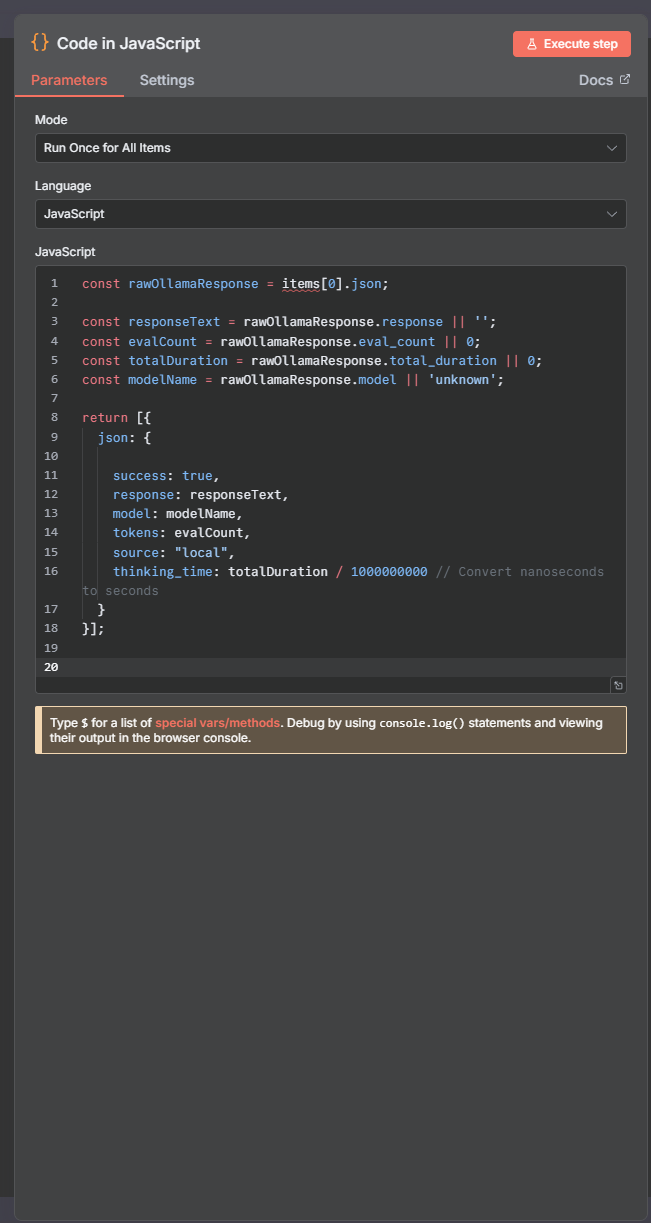 {} Code in JavaScript
Execute step
Parameters
Settings
Docs
Mode
Run Once for All Items
Language
JavaScript
JavaScript
1 const rawOllamaResponse = items[0].json;
2
3 const responseText = rawOllamaResponse.response || '';
4 const evalCount = rawOllamaResponse.eval_count || 0;
5 const totalDuration = rawOllamaResponse.total_duration || 0;
6 const modelName = rawOllamaResponse.model || 'unknown';
7
8 return [{
9   json: {
10
11     success: true,
12     response: responseText,
13     model: modelName,
14     tokens: evalCount,
15     source: "local",
16     thinking_time: totalDuration / 1000000000 // Convert nanoseconds
to seconds
17   }
18 }];
19
20
Type $ for a list of special vars/methods. Debug by using console.log() statements and viewing
their output in the browser console.